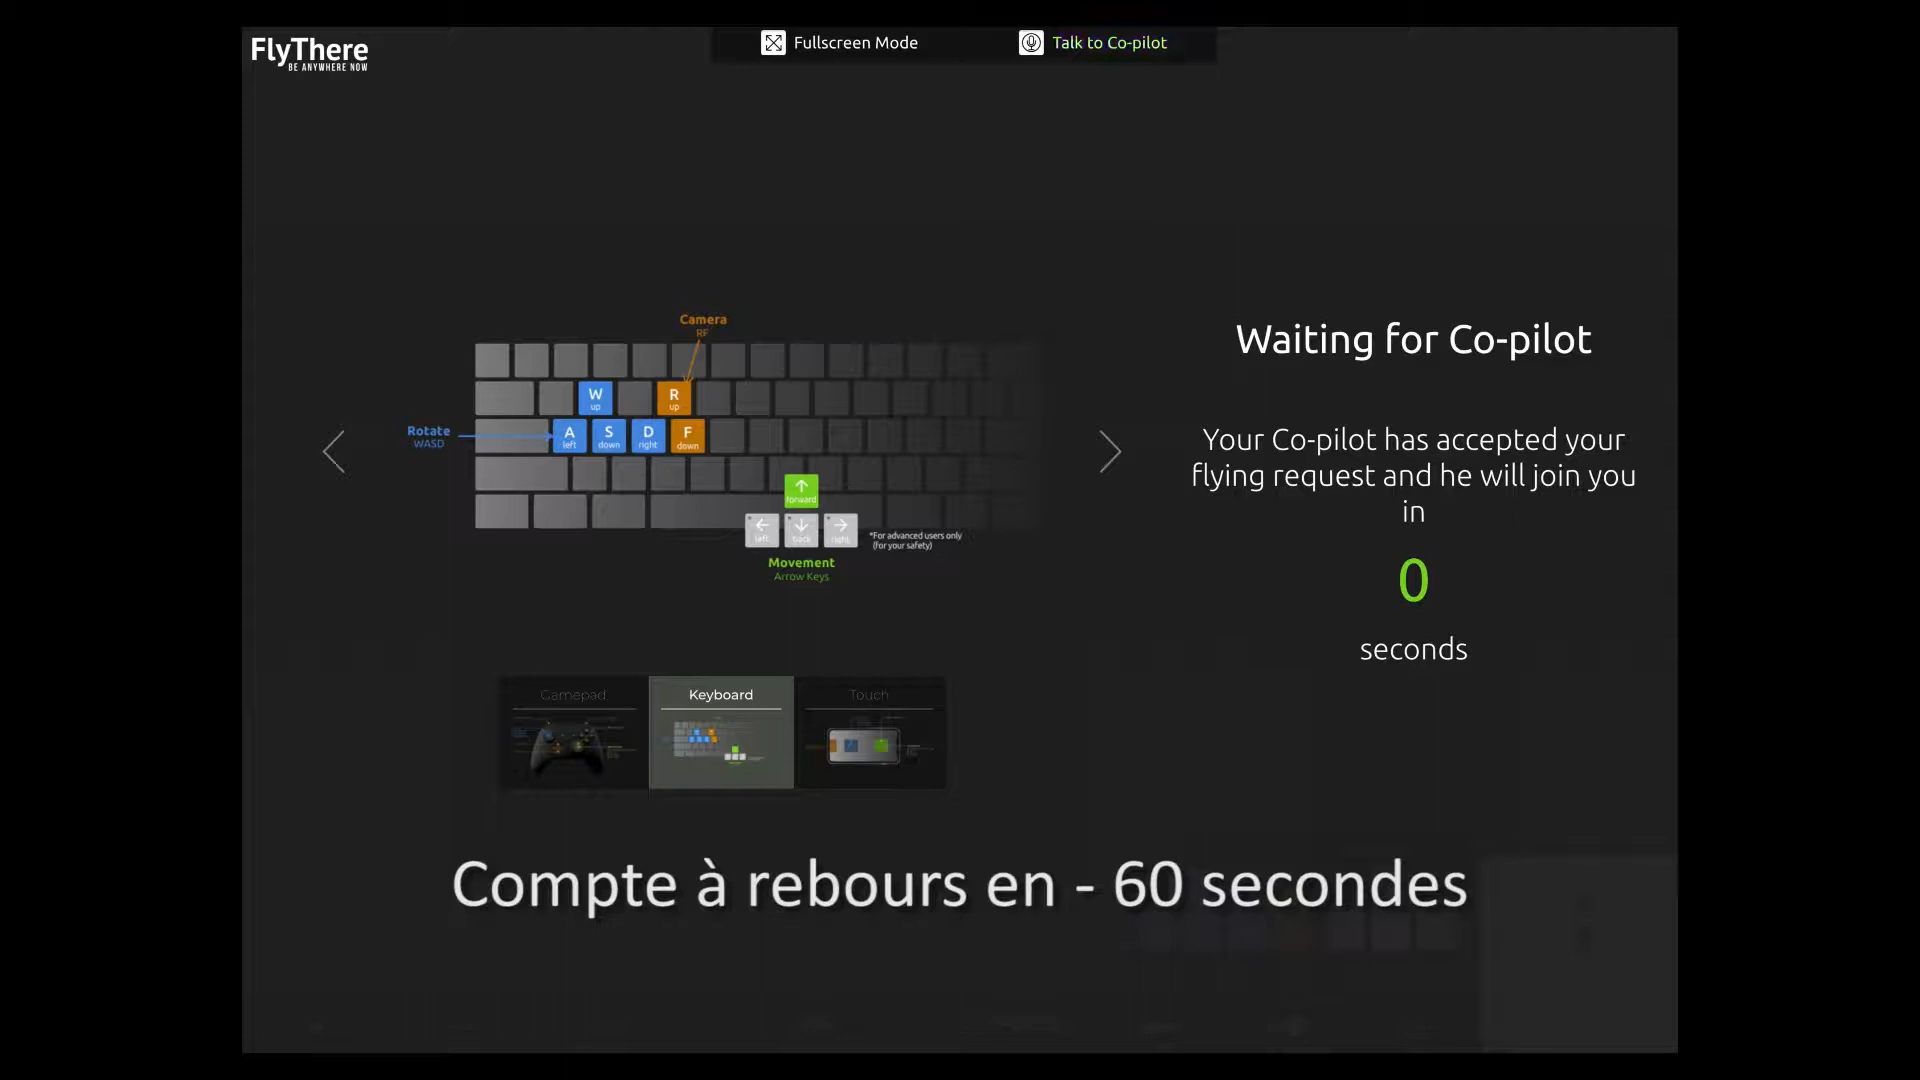 FlyThere
BE ANYWHERE NOW
Fullscreen Mode
Talk to Co-pilot
Camera
RF
W
up
R
up
Rotate
WASD
A
left
S
down
D
right
F
down
forward
left
back
right
*For advanced users only
(for your safety)
Movement
Arrow Keys
Waiting for Co-pilot
Your Co-pilot has accepted your
flying request and he will join you
in
0
seconds
Gamepad
Keyboard
Touch
Compte à rebours en - 60 secondes